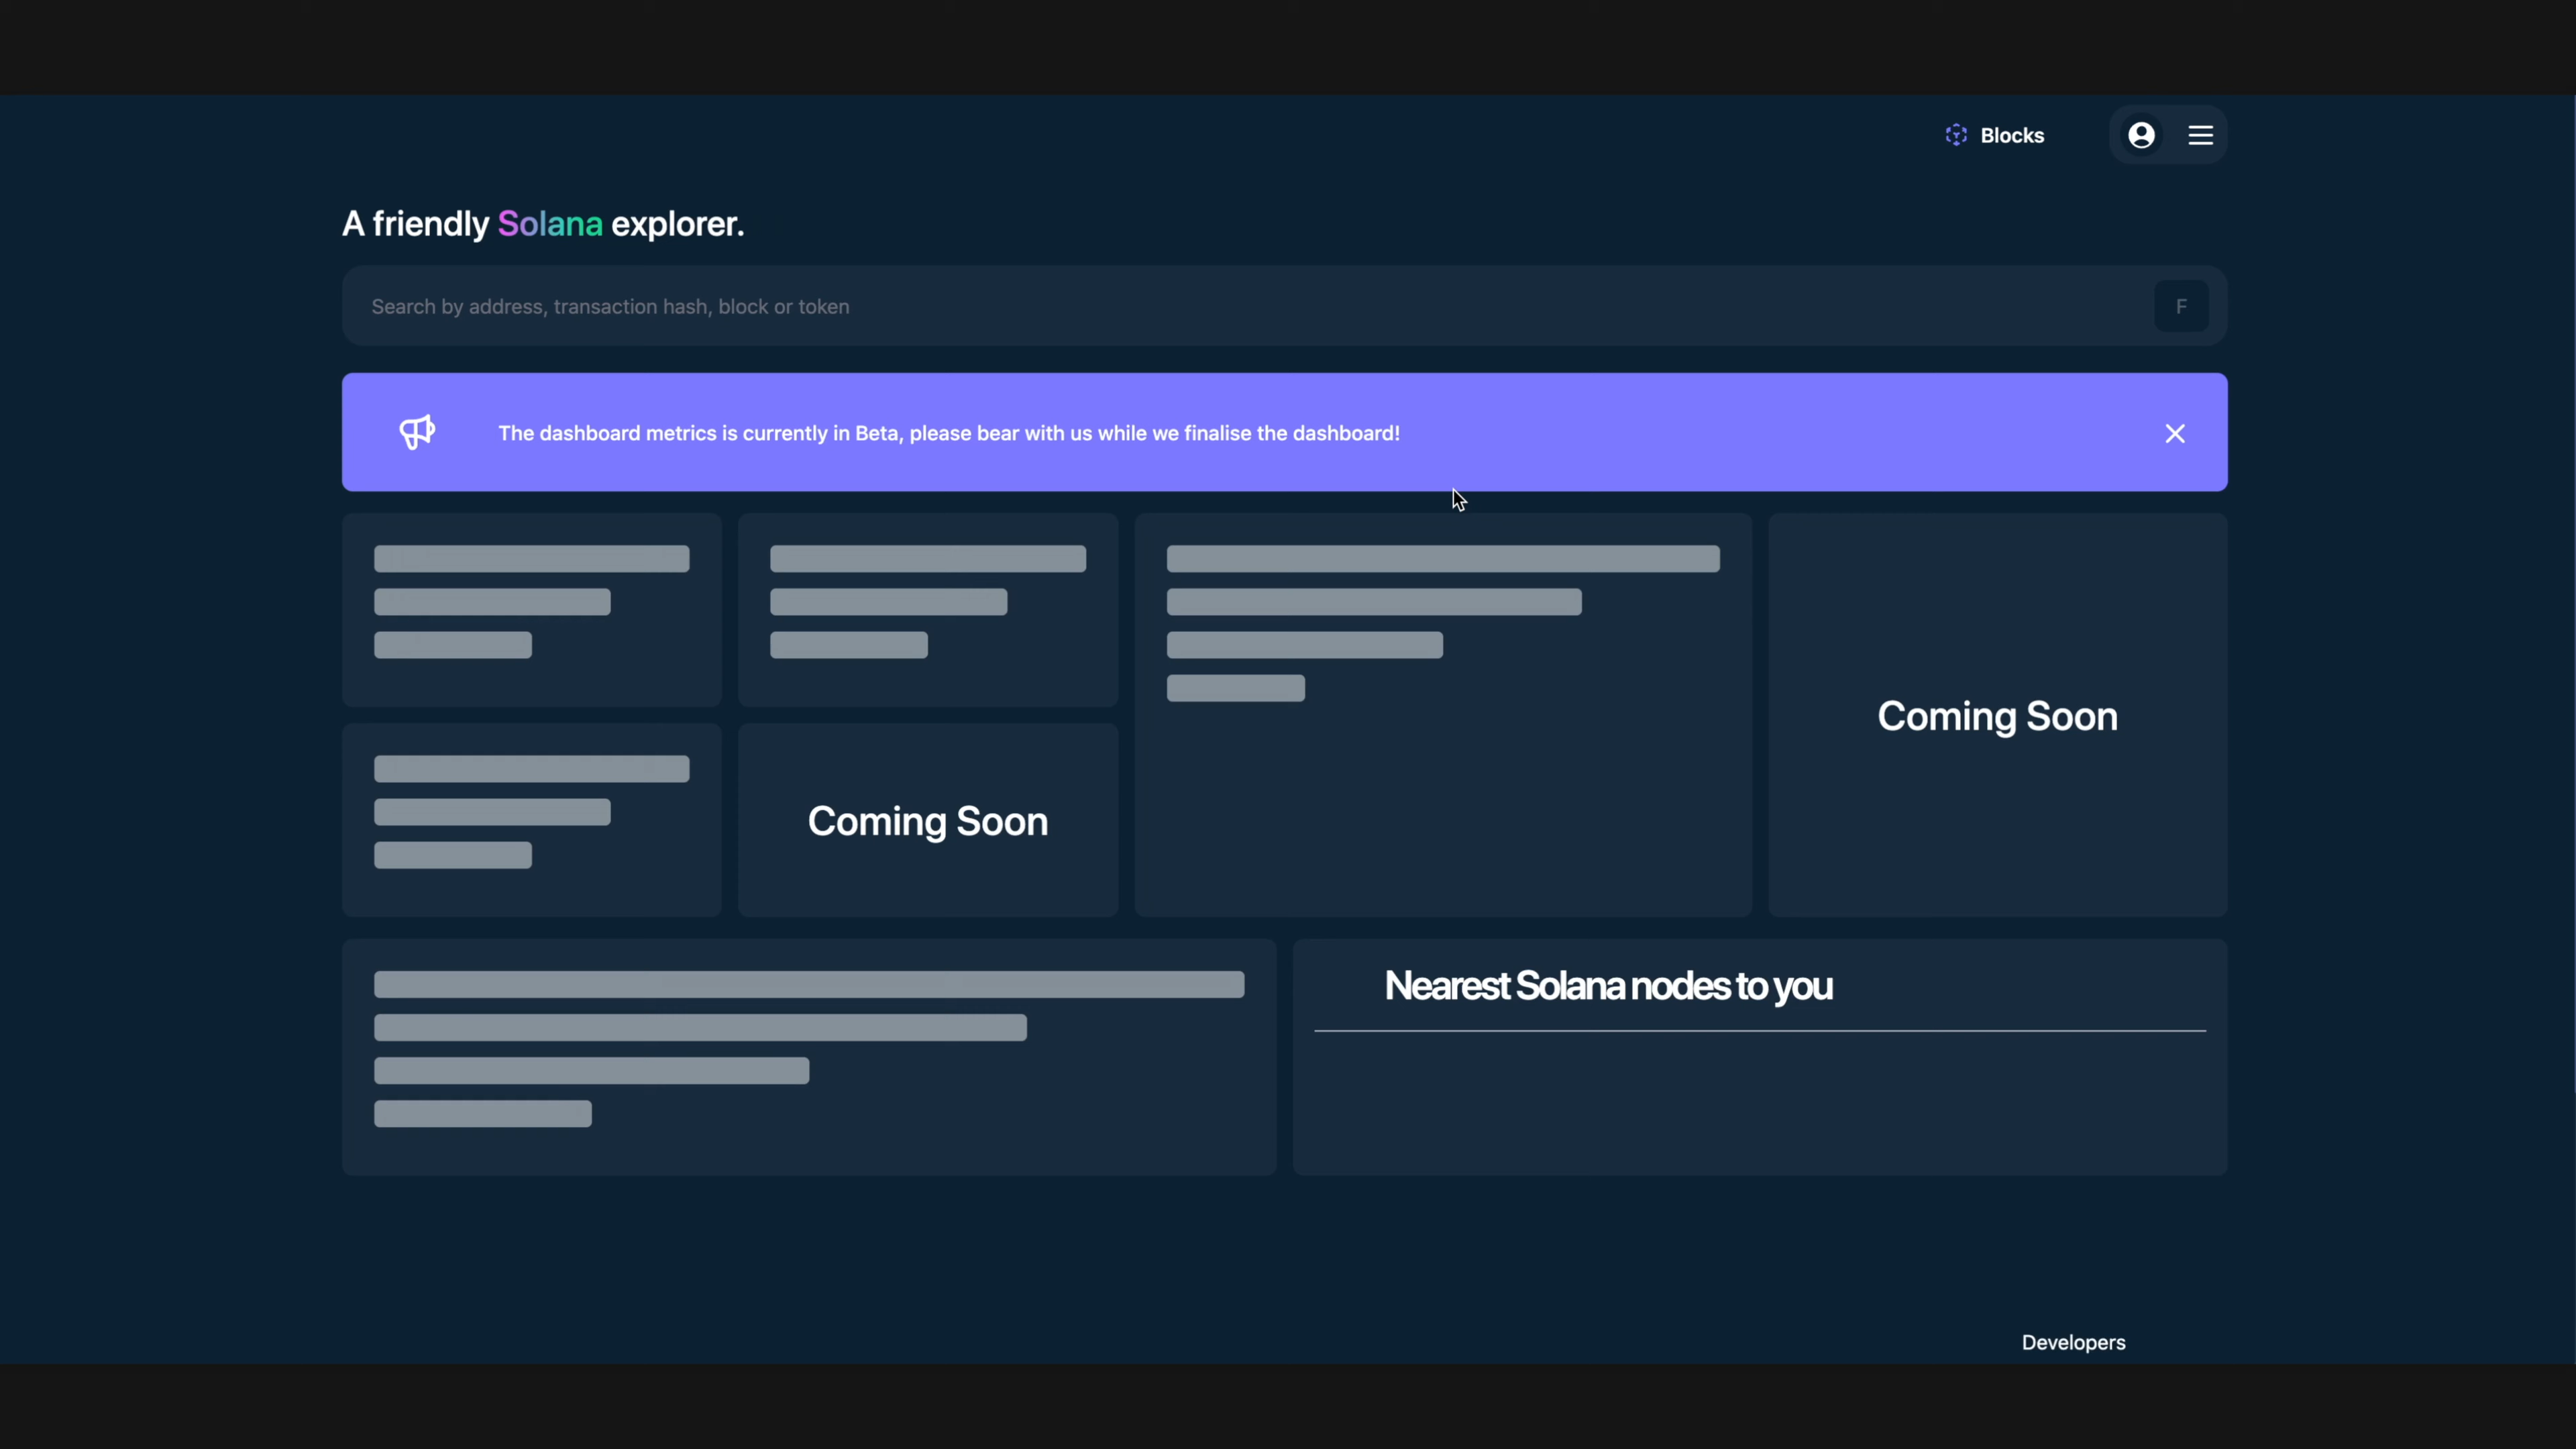 Blocks
A friendly Solana explorer.
Search by address, transaction hash, block or token
F
The dashboard metrics is currently in Beta, please bear with us while we finalise the dashboard!
Coming Soon
Coming Soon
Nearest Solana nodes to you
Developers